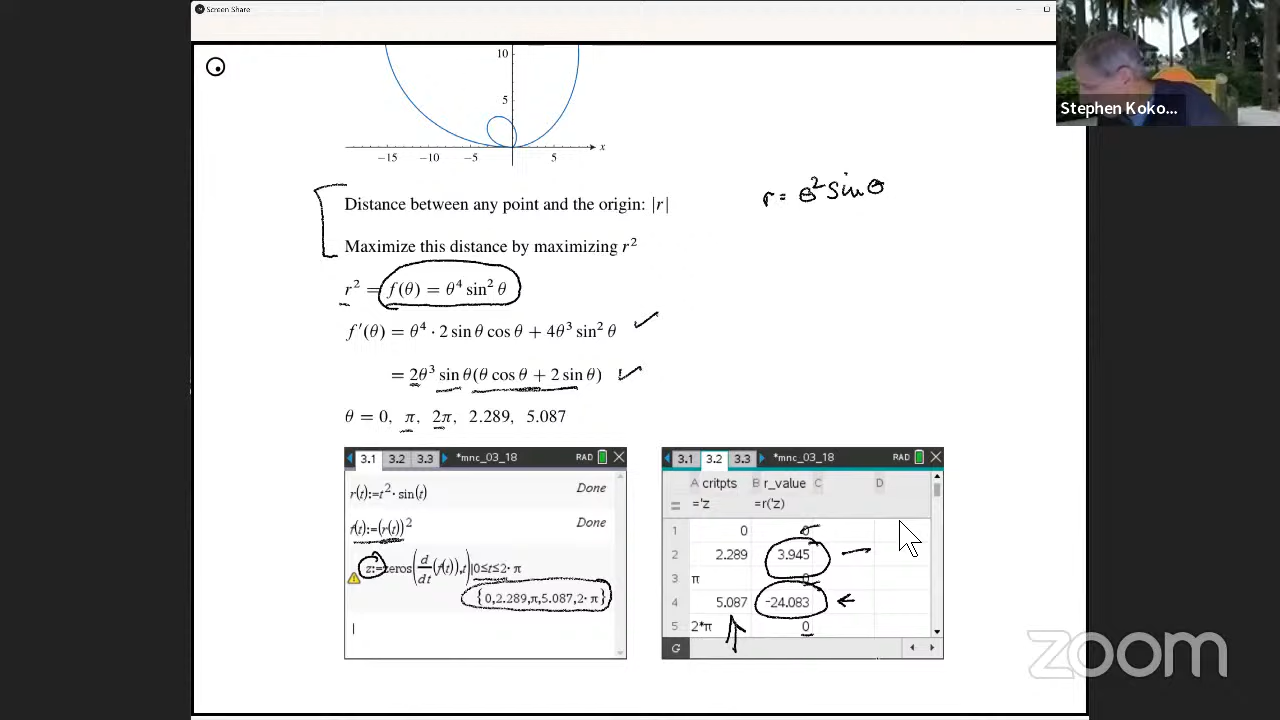 Screen Share
10
5
−15 −10 −5 5 x
Stephen Koko...
r = θ² sin θ
Distance between any point and the origin: |r|
Maximize this distance by maximizing r²
r² = f(θ) = θ⁴ sin² θ
f′(θ) = θ⁴ · 2 sin θ cos θ + 4θ³ sin² θ
= 2θ³ sin θ(θ cos θ + 2 sin θ)
θ = 0, π, 2π, 2.289, 5.087
3.1 3.2 3.3 *mnc_03_18 RAD
r(t):=t²· sin(t) Done
f(t):=(r(t))² Done
z:=zeros(d/dt(f(t)),t)|0≤t≤2· π
{0,2.289,π,5.087,2· π}
3.1 3.2 3.3 *mnc_03_18 RAD
A critpts B r_value C D
= ='z =r('z)
1 0 0
2 2.289 3.945
3 π 0
4 5.087 -24.083
5 2*π 0
G
zoom